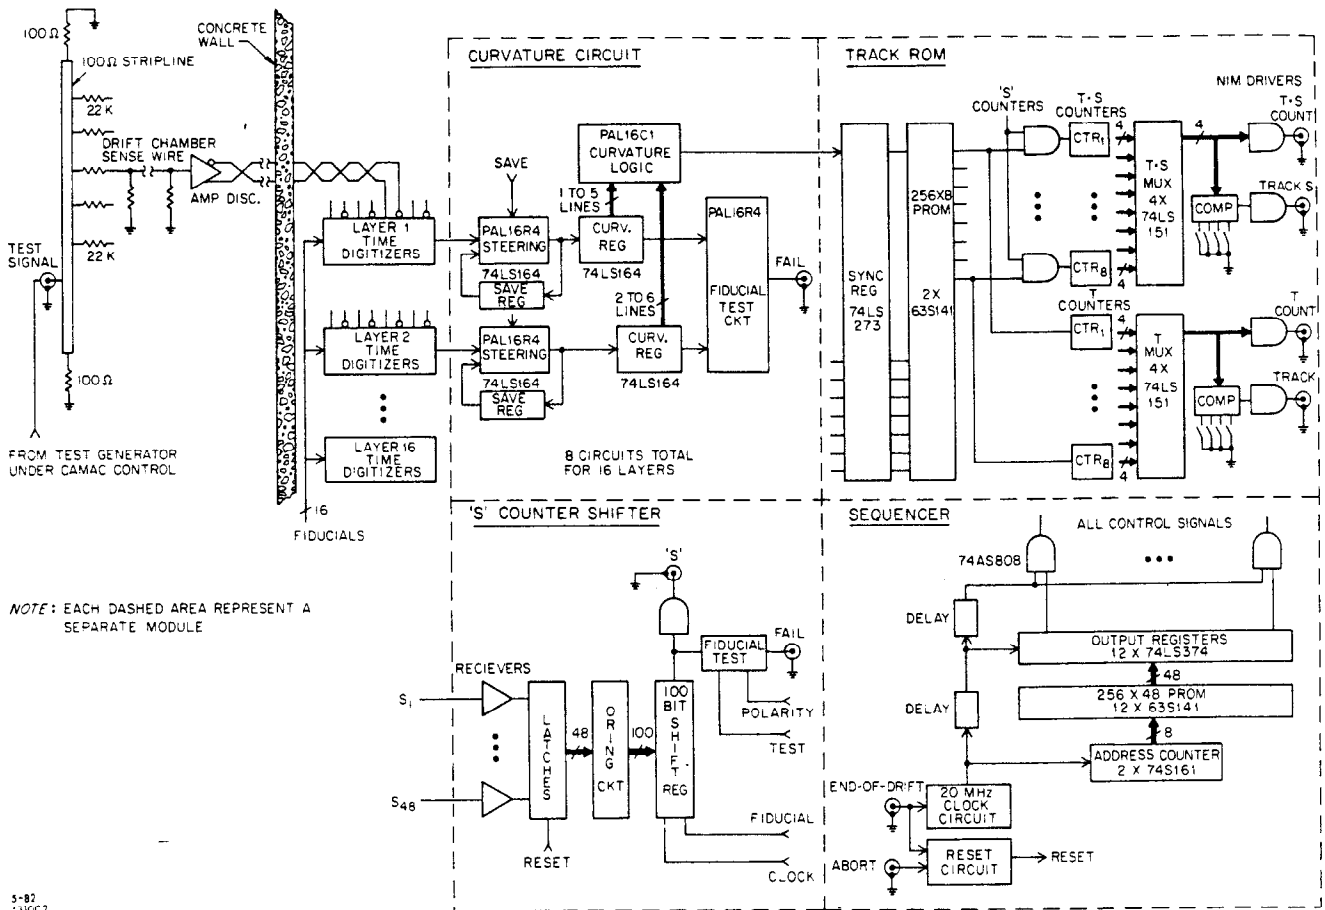 100Ω
100Ω STRIPLINE
22 K
DRIFT CHAMBER
SENSE WIRE
AMP DISC.
22 K
TEST
SIGNAL
100Ω
FROM TEST GENERATOR
UNDER CAMAC CONTROL
CONCRETE
WALL
LAYER 1
TIME
DIGITIZERS
LAYER 2
TIME
DIGITIZERS
LAYER 16
TIME
DIGITIZERS
16
FIDUCIALS
NOTE: EACH DASHED AREA REPRESENT A
SEPARATE MODULE
CURVATURE CIRCUIT
PAL16C1
CURVATURE
LOGIC
SAVE
1 TO 5
LINES
PAL16R4
STEERING
CURV.
REG
74LS164
74LS164
SAVE
REG
2 TO 6
LINES
PAL16R4
STEERING
CURV.
REG
74LS164
74LS164
SAVE
REG
PAL16R4
FIDUCIAL
TEST
CKT
FAIL
8 CIRCUITS TOTAL
FOR 16 LAYERS
TRACK ROM
SYNC
REG
74LS
273
256X8
PROM
2X
63S141
'S'
COUNTERS
T•S
COUNTERS
CTR1
4
CTR8
4
T•S
MUX
4X
74LS
151
4
NIM DRIVERS
T•S
COUNT
COMP
TRACK S
T
COUNTERS
CTR1
4
CTR8
4
T
MUX
4X
74LS
151
4
T
COUNT
COMP
TRACK
'S' COUNTER SHIFTER
'S'
RECIEVERS
S1
S48
LATCHES
RESET
48
ORING
CKT
100
100
BIT
SHIFT
REG
FIDUCIAL
TEST
FAIL
POLARITY
TEST
FIDUCIAL
CLOCK
SEQUENCER
ALL CONTROL SIGNALS
74AS808
DELAY
OUTPUT REGISTERS
12 X 74LS374
48
DELAY
256 X 48 PROM
12 X 63S141
8
ADDRESS COUNTER
2 X 74S161
END-OF-DRIFT
20 MHz
CLOCK
CIRCUIT
ABORT
RESET
CIRCUIT
RESET
5-82